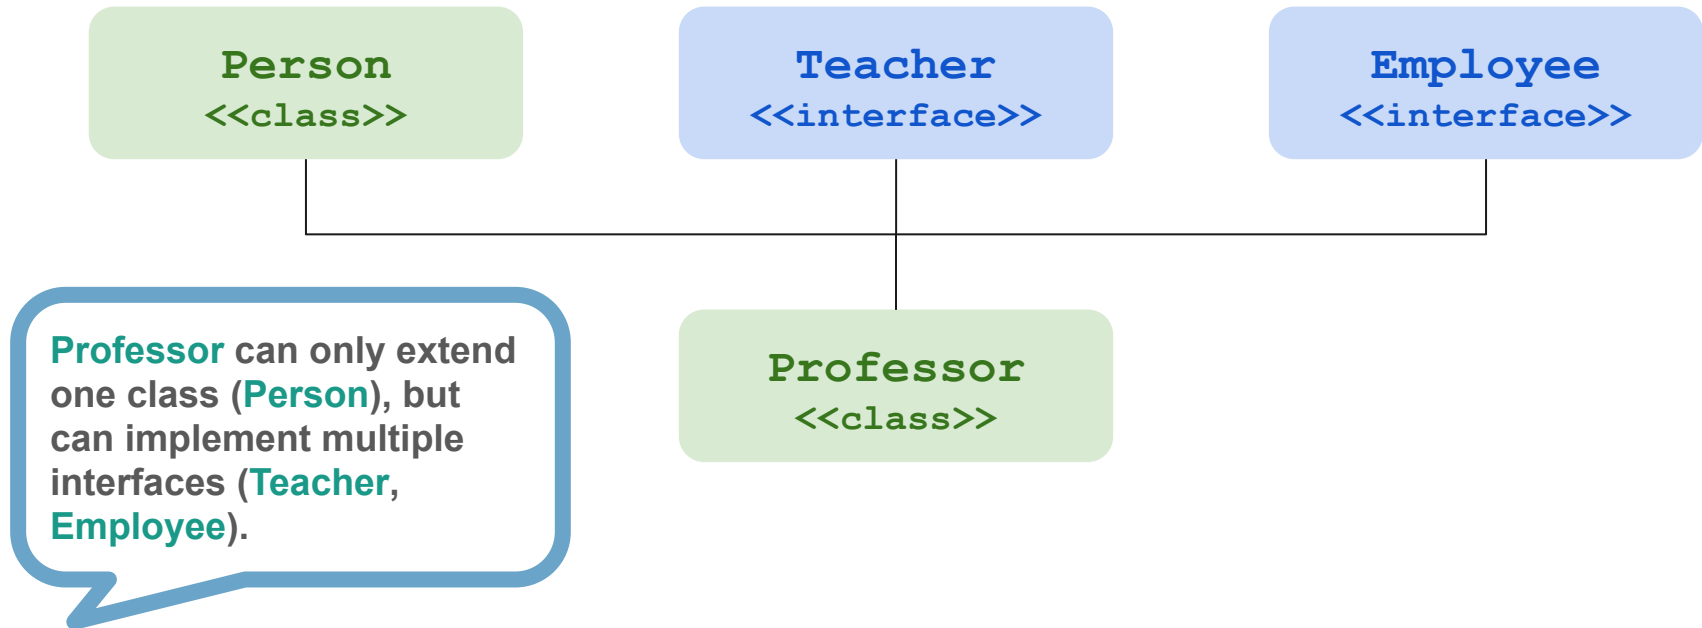 Person
<<class>>
Teacher
<<interface>>
Employee
<<interface>>
Professor can only extend
one class (Person), but
can implement multiple
interfaces (Teacher,
Employee).
Professor
<<class>>